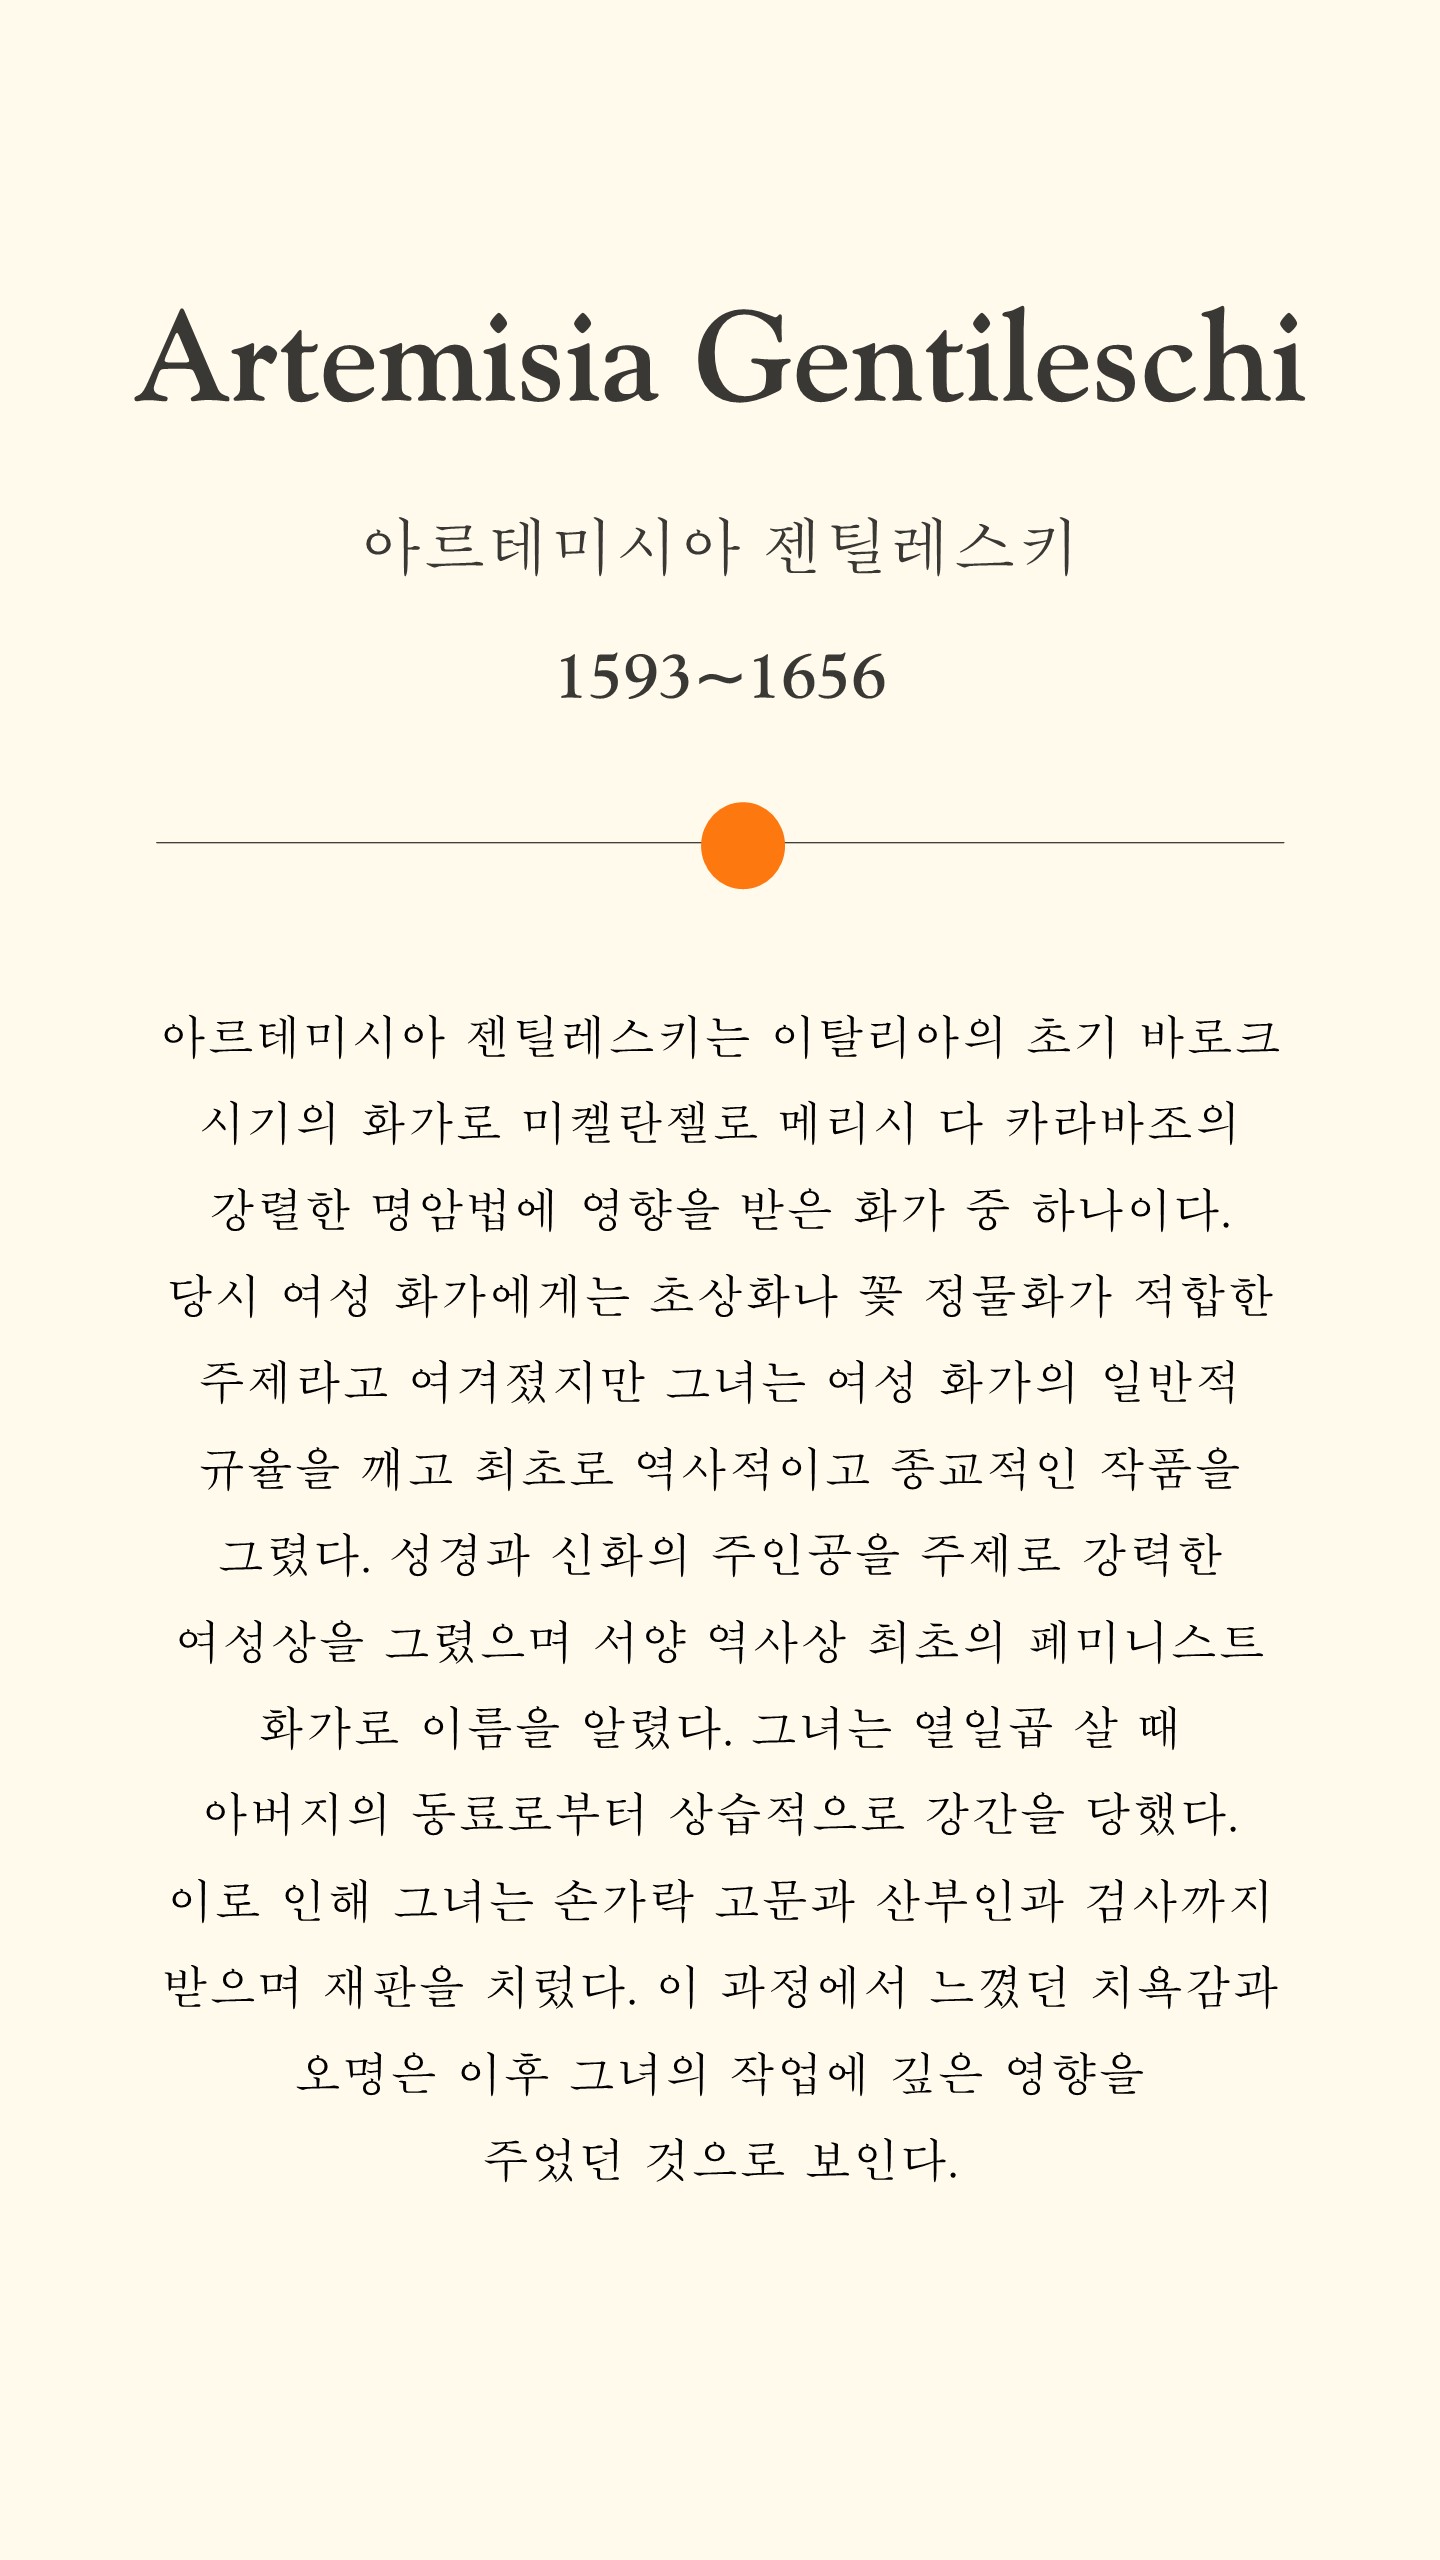 Artemisia Gentileschi
아르테미시아 젠틸레스키
1593~1656
아르테미시아 젠틸레스키는 이탈리아의 초기 바로크
시기의 화가로 미켈란젤로 메리시 다 카라바조의
강렬한 명암법에 영향을 받은 화가 중 하나이다.
당시 여성 화가에게는 초상화나 꽃 정물화가 적합한
주제라고 여겨졌지만 그녀는 여성 화가의 일반적
규율을 깨고 최초로 역사적이고 종교적인 작품을
그렸다. 성경과 신화의 주인공을 주제로 강력한
여성상을 그렸으며 서양 역사상 최초의 페미니스트
화가로 이름을 알렸다. 그녀는 열일곱 살 때
아버지의 동료로부터 상습적으로 강간을 당했다.
이로 인해 그녀는 손가락 고문과 산부인과 검사까지
받으며 재판을 치렀다. 이 과정에서 느꼈던 치욕감과
오명은 이후 그녀의 작업에 깊은 영향을
주었던 것으로 보인다.